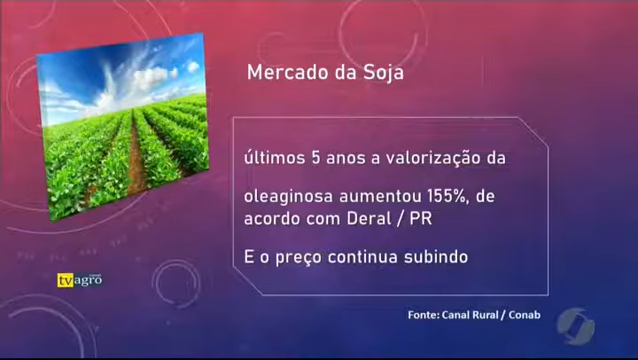 Mercado da Soja
últimos 5 anos a valorização da
oleaginosa aumentou 155%, de
acordo com Deral / PR
E o preço continua subindo
tvagro
Fonte: Canal Rural / Conab